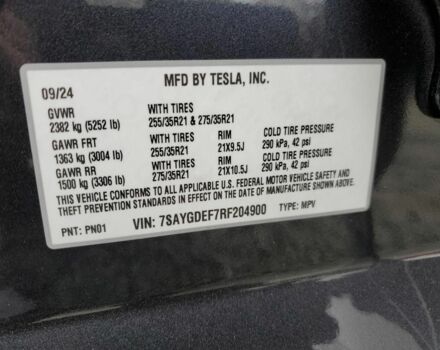 MFD BY TESLA, INC.
09/24
GVWR WITH TIRES
2382 kg (5252 lb) 255/35R21 & 275/35R21
GAWR FRT WITH TIRES RIM COLD TIRE PRESSURE
1363 kg (3004 lb) 255/35R21 21X9.5J 290 kPa, 42 psi
GAWR RR WITH TIRES RIM COLD TIRE PRESSURE
1500 kg (3306 lb) 275/35R21 21X10.5J 290 kPa, 42 psi
THIS VEHICLE CONFORMS TO ALL APPLICABLE U.S. FEDERAL MOTOR VEHICLE SAFETY AND
THEFT PREVENTION STANDARDS IN EFFECT ON THE DATE OF MANUFACTURE SHOWN ABOVE.
PNT: PN01 VIN: 7SAYGDEF7RF204900 TYPE: MPV